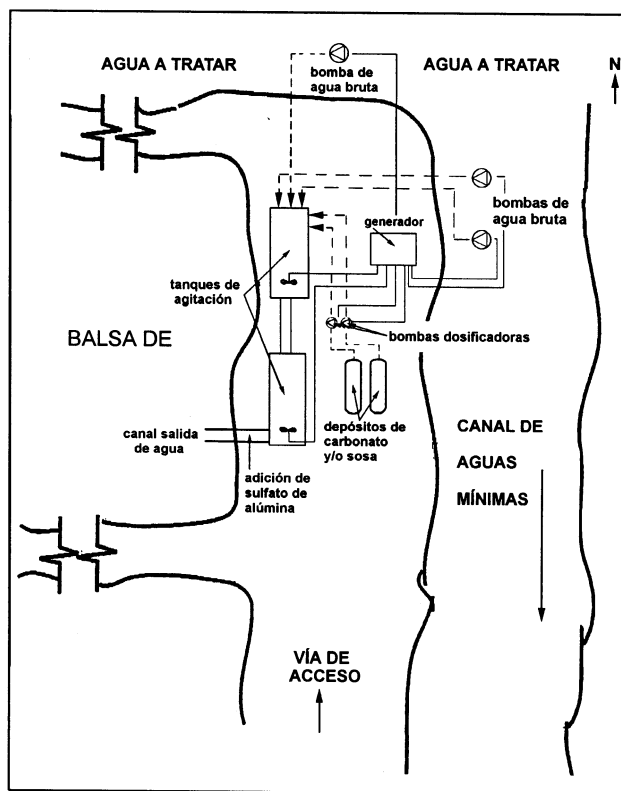 AGUA A TRATAR
bomba de
agua bruta
AGUA A TRATAR
N
bombas de
agua bruta
generador
tanques de
agitación
BALSA DE
bombas dosificadoras
canal salida
de agua
depósitos de
carbonato
y/o sosa
CANAL DE
AGUAS
MÍNIMAS
adición de
sulfato de
alúmina
VÍA DE
ACCESO